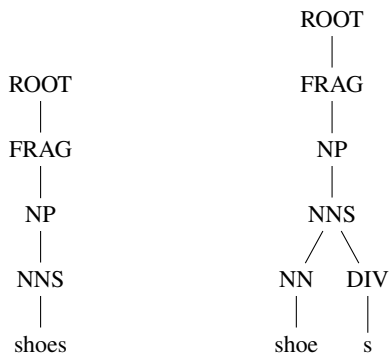 ROOT
FRAG
NP
NNS
shoes
ROOT
FRAG
NP
NNS
NN DIV
shoe s